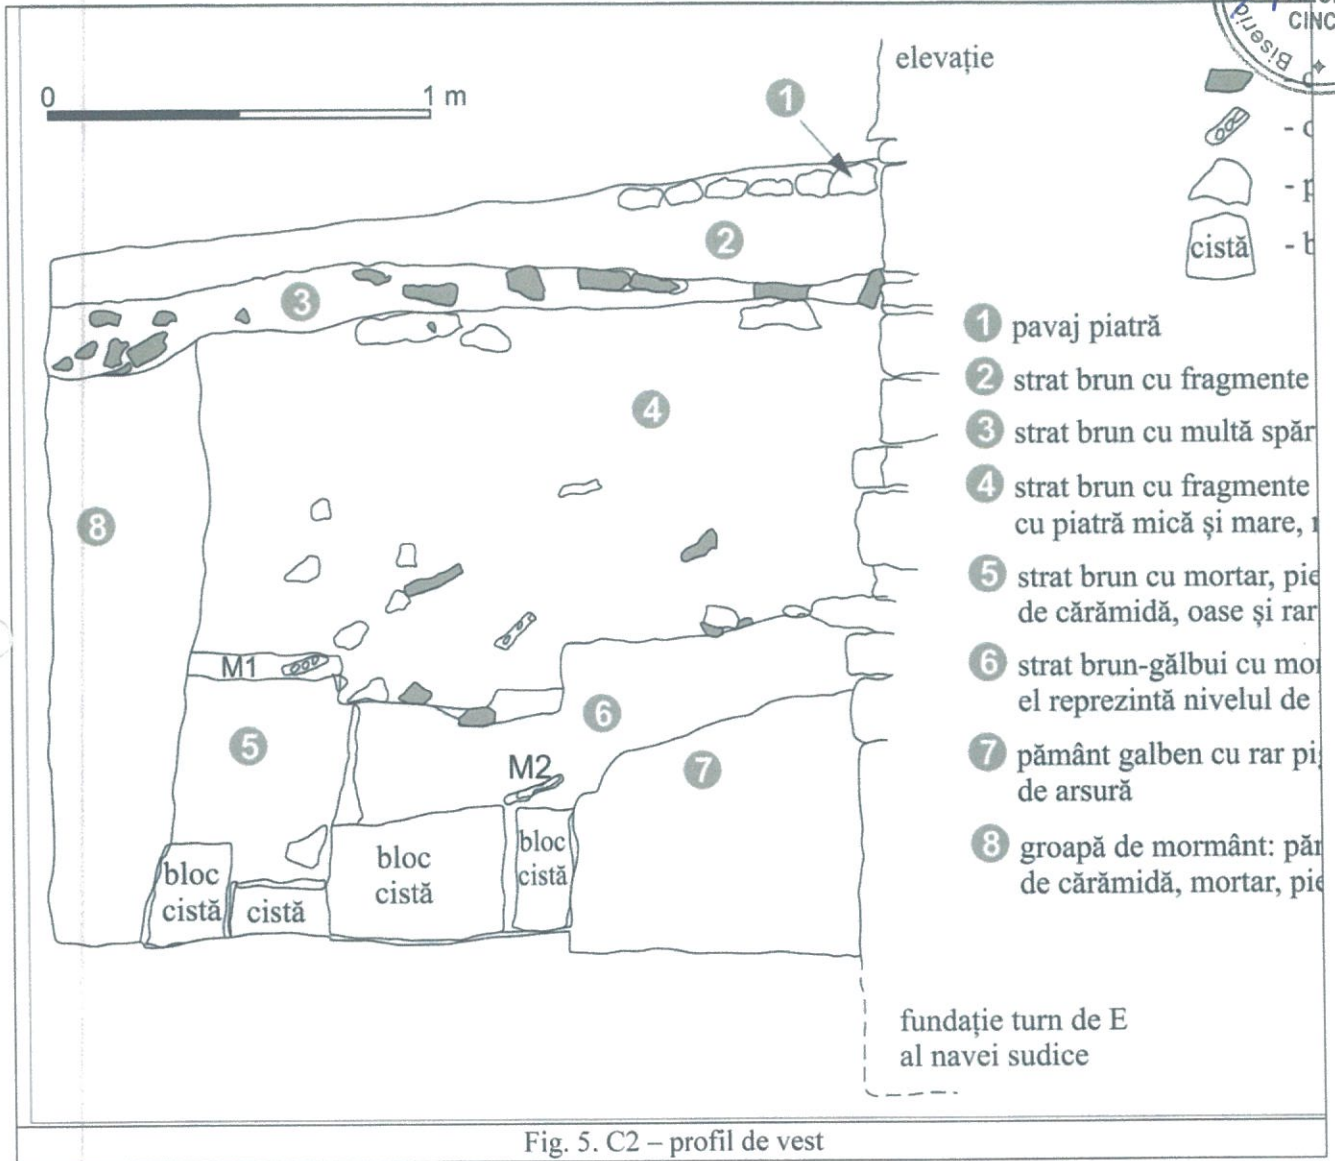 CINC
Biseric
elevație
0 1 m
1
cistă
2
3
4
8
M1
5
6
M2
7
bloc
cistă
cistă
bloc
cistă
bloc
cistă
1 pavaj piatră
2 strat brun cu fragmente
3 strat brun cu multă spăr
4 strat brun cu fragmente
cu piatră mică și mare,
5 strat brun cu mortar, pie
de cărămidă, oase și rar
6 strat brun-gălbui cu mo
el reprezintă nivelul de
7 pământ galben cu rar pi
de arsură
8 groapă de mormânt: păm
de cărămidă, mortar, pie
fundație turn de E
al navei sudice
Fig. 5. C2 – profil de vest